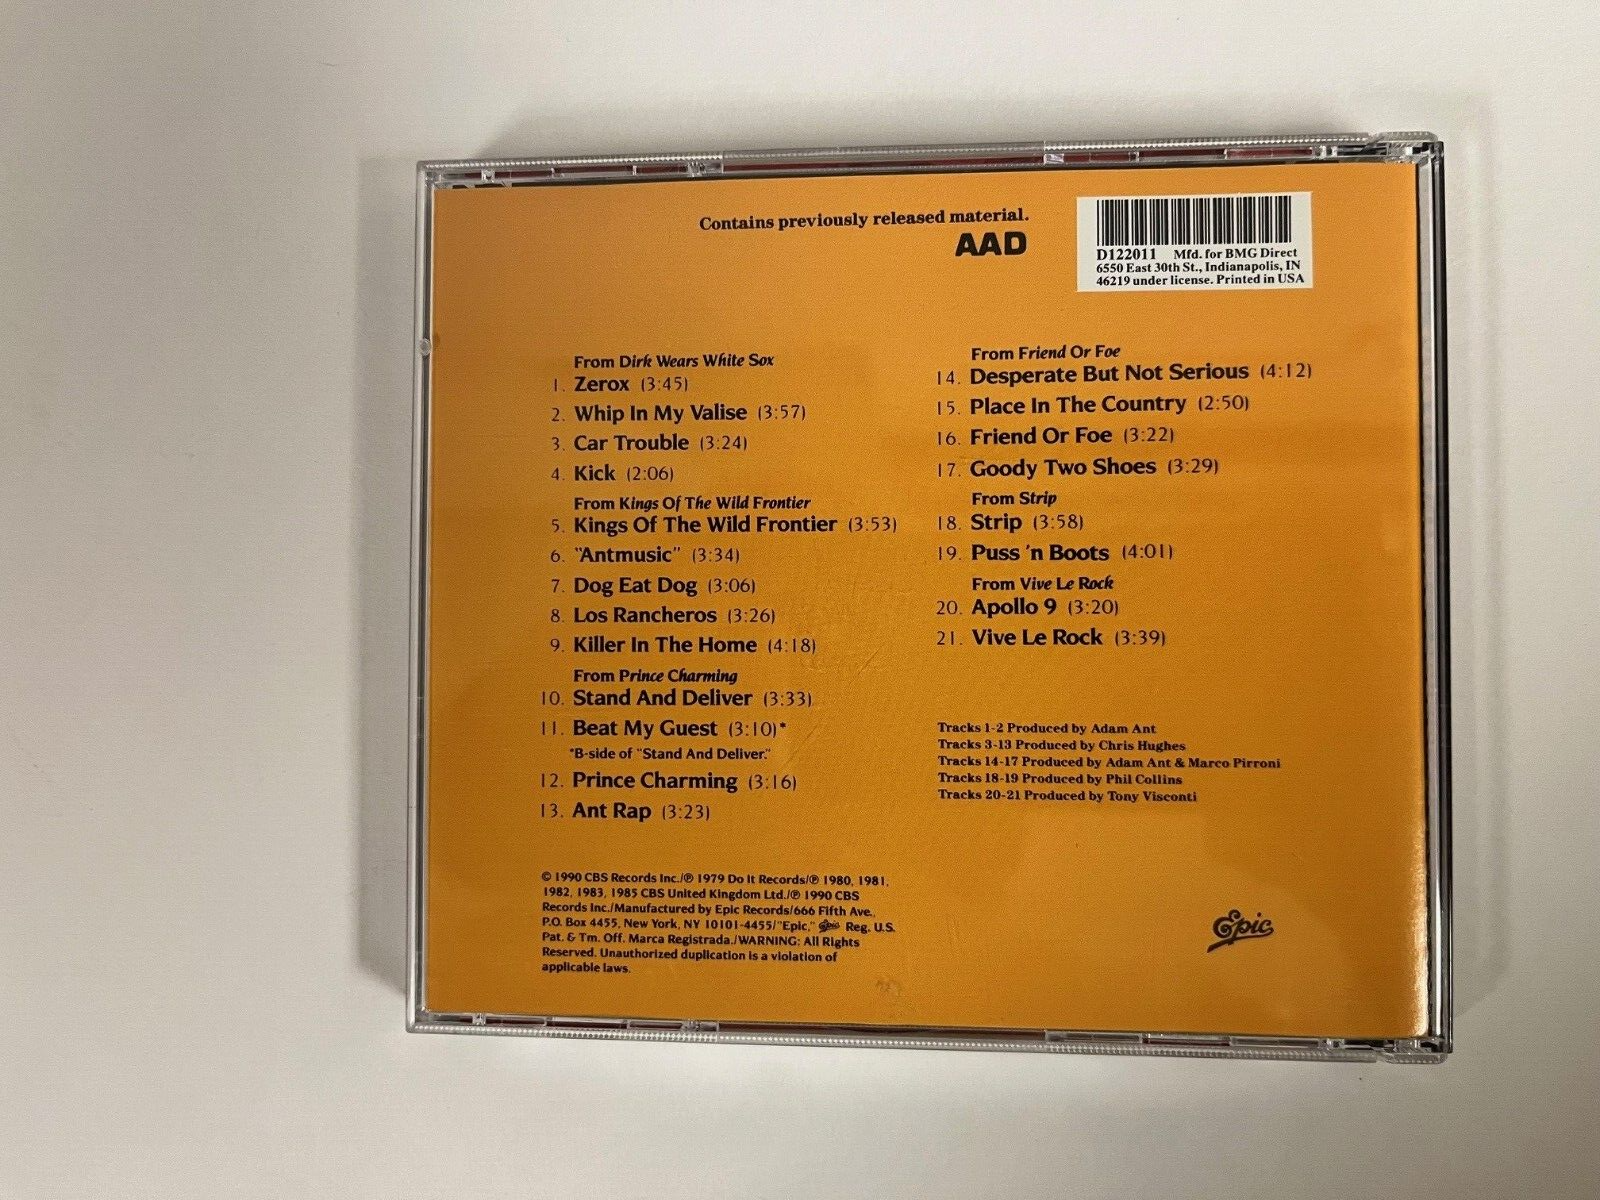 Contains previously released material.
AAD
D122011 Mfd. for BMG Direct
6550 East 30th St., Indianapolis, IN
46219 under license. Printed in USA
From Dirk Wears White Sox
1. Zerox (3:45)
2. Whip In My Valise (3:57)
3. Car Trouble (3:24)
4. Kick (2:06)
From Kings Of The Wild Frontier
5. Kings Of The Wild Frontier (3:53)
6. "Antmusic" (3:34)
7. Dog Eat Dog (3:06)
8. Los Rancheros (3:26)
9. Killer In The Home (4:18)
From Prince Charming
10. Stand And Deliver (3:33)
11. Beat My Guest (3:10)*
*B-side of "Stand And Deliver."
12. Prince Charming (3:16)
13. Ant Rap (3:23)
From Friend Or Foe
14. Desperate But Not Serious (4:12)
15. Place In The Country (2:50)
16. Friend Or Foe (3:22)
17. Goody Two Shoes (3:29)
From Strip
18. Strip (3:58)
19. Puss 'n Boots (4:01)
From Vive Le Rock
20. Apollo 9 (3:20)
21. Vive Le Rock (3:39)
Tracks 1-2 Produced by Adam Ant
Tracks 3-13 Produced by Chris Hughes
Tracks 14-17 Produced by Adam Ant & Marco Pirroni
Tracks 18-19 Produced by Phil Collins
Tracks 20-21 Produced by Tony Visconti
© 1990 CBS Records Inc./℗ 1979 Do It Records/℗ 1980, 1981,
1982, 1983, 1985 CBS United Kingdom Ltd./℗ 1990 CBS
Records Inc./Manufactured by Epic Records/666 Fifth Ave.,
P.O. Box 4455, New York, NY 10101-4455/"Epic," Epic Reg. U.S.
Pat. & Tm. Off. Marca Registrada./WARNING: All Rights
Reserved. Unauthorized duplication is a violation of
applicable laws.
Epic